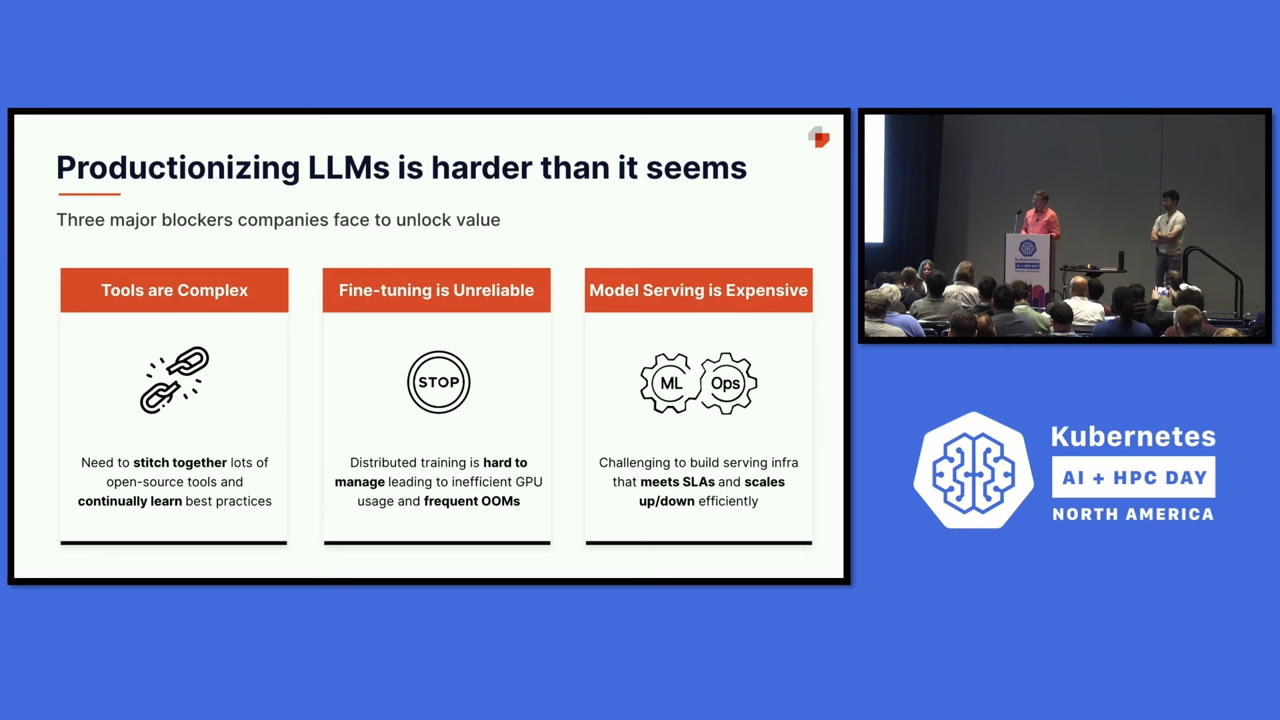 Productionizing LLMs is harder than it seems
Three major blockers companies face to unlock value
Tools are Complex
Need to stitch together lots of
open-source tools and
continually learn best practices
Fine-tuning is Unreliable
STOP
Distributed training is hard to
manage leading to inefficient GPU
usage and frequent OOMs
Model Serving is Expensive
ML Ops
Challenging to build serving infra
that meets SLAs and scales
up/down efficiently
Kubernetes
Kubernetes
AI + HPC DAY
NORTH AMERICA